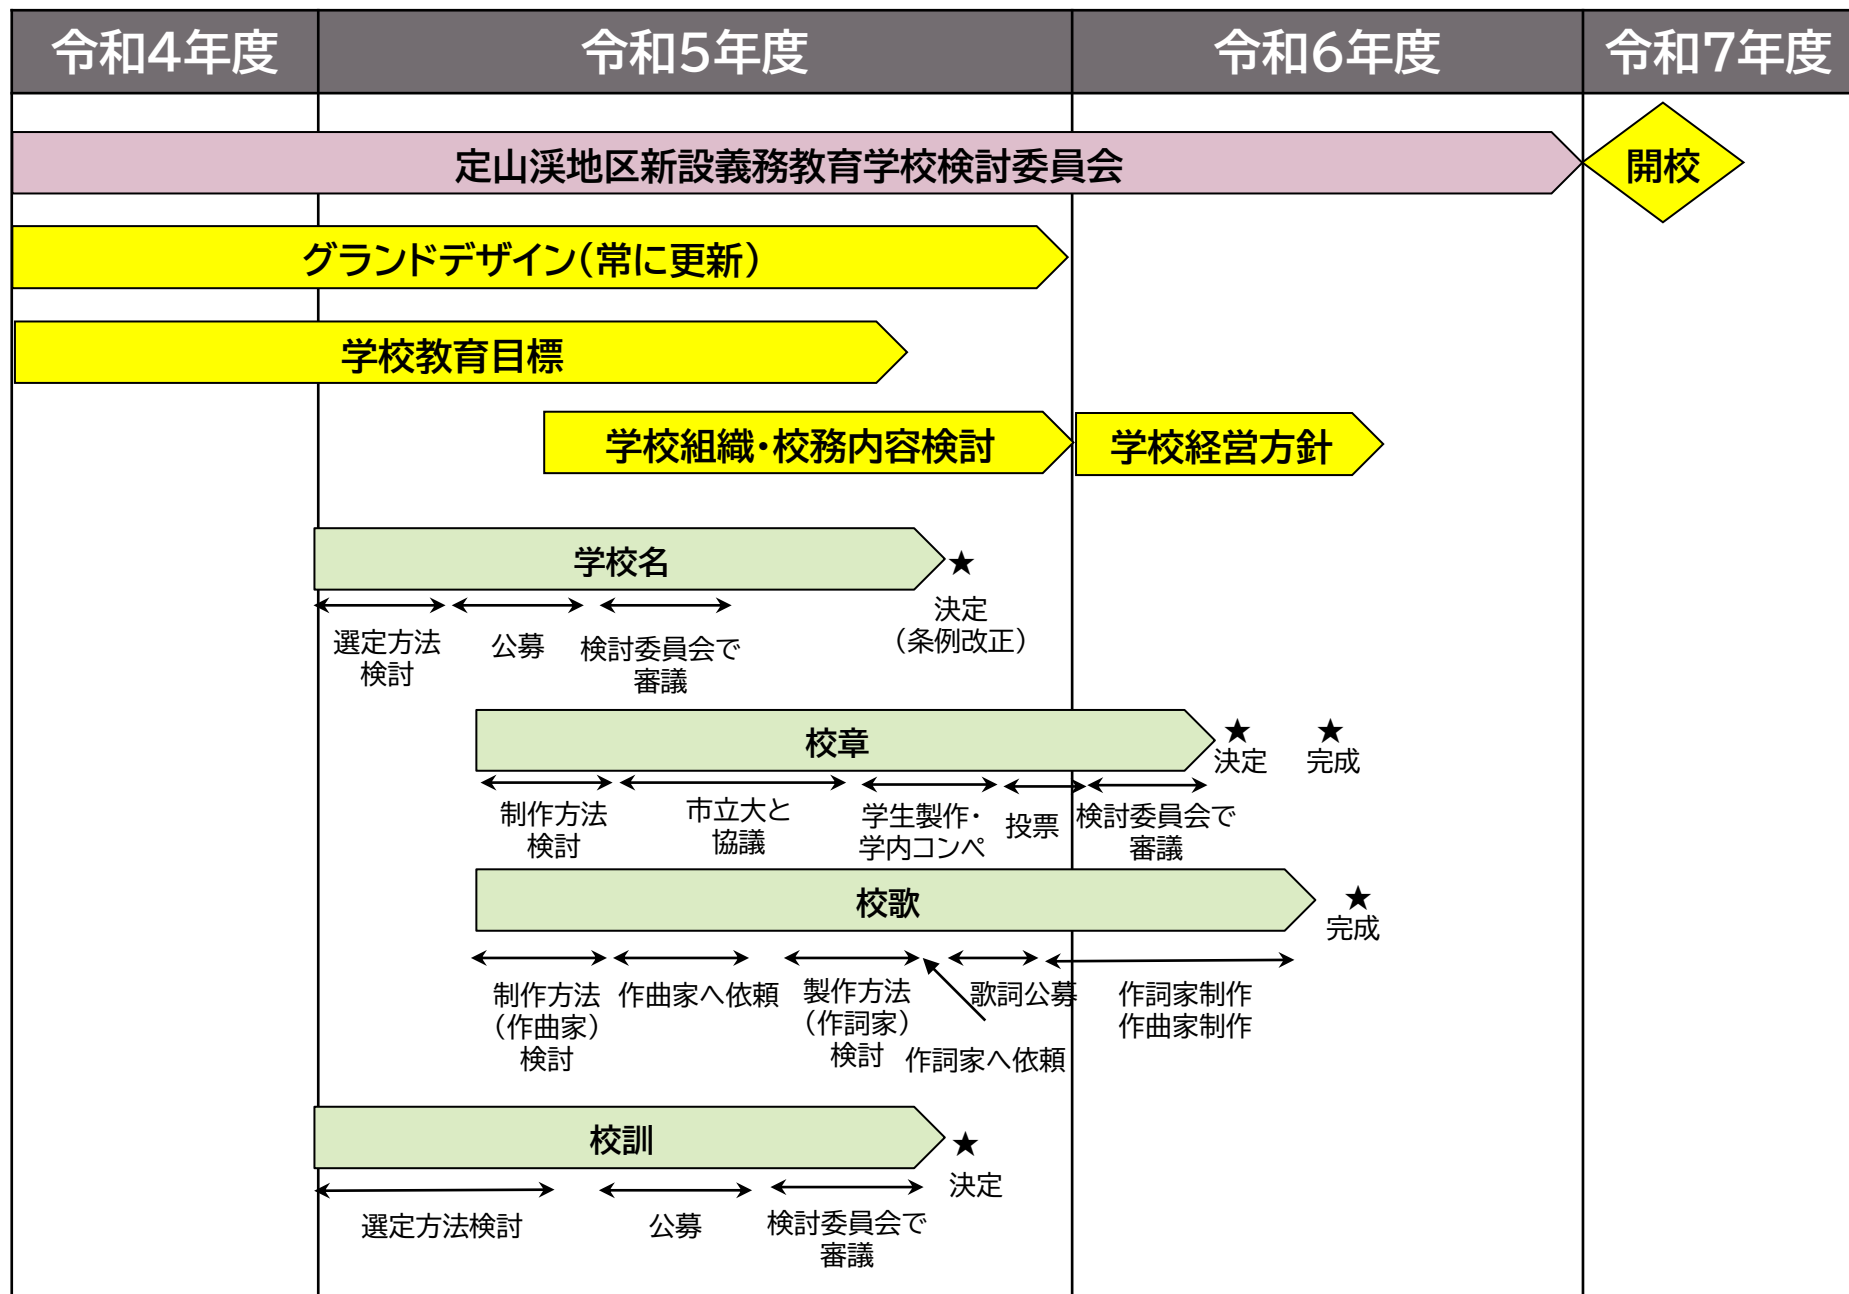 令和4年度
令和5年度
令和6年度
令和7年度
定山渓地区新設義務教育学校検討委員会
開校
グランドデザイン（常に更新）
学校教育目標
学校組織・校務内容検討
学校経営方針
学校名
★
選定方法
検討
公募
検討委員会で
審議
決定
（条例改正）
校章
★
決定
★
完成
制作方法
検討
市立大と
協議
学生製作・
学内コンペ
投票
検討委員会で
審議
校歌
★
完成
制作方法
（作曲家）
検討
作曲家へ依頼
製作方法
（作詞家）
検討
作詞家へ依頼
歌詞公募
作詞家制作
作曲家制作
校訓
★
決定
選定方法検討
公募
検討委員会で
審議